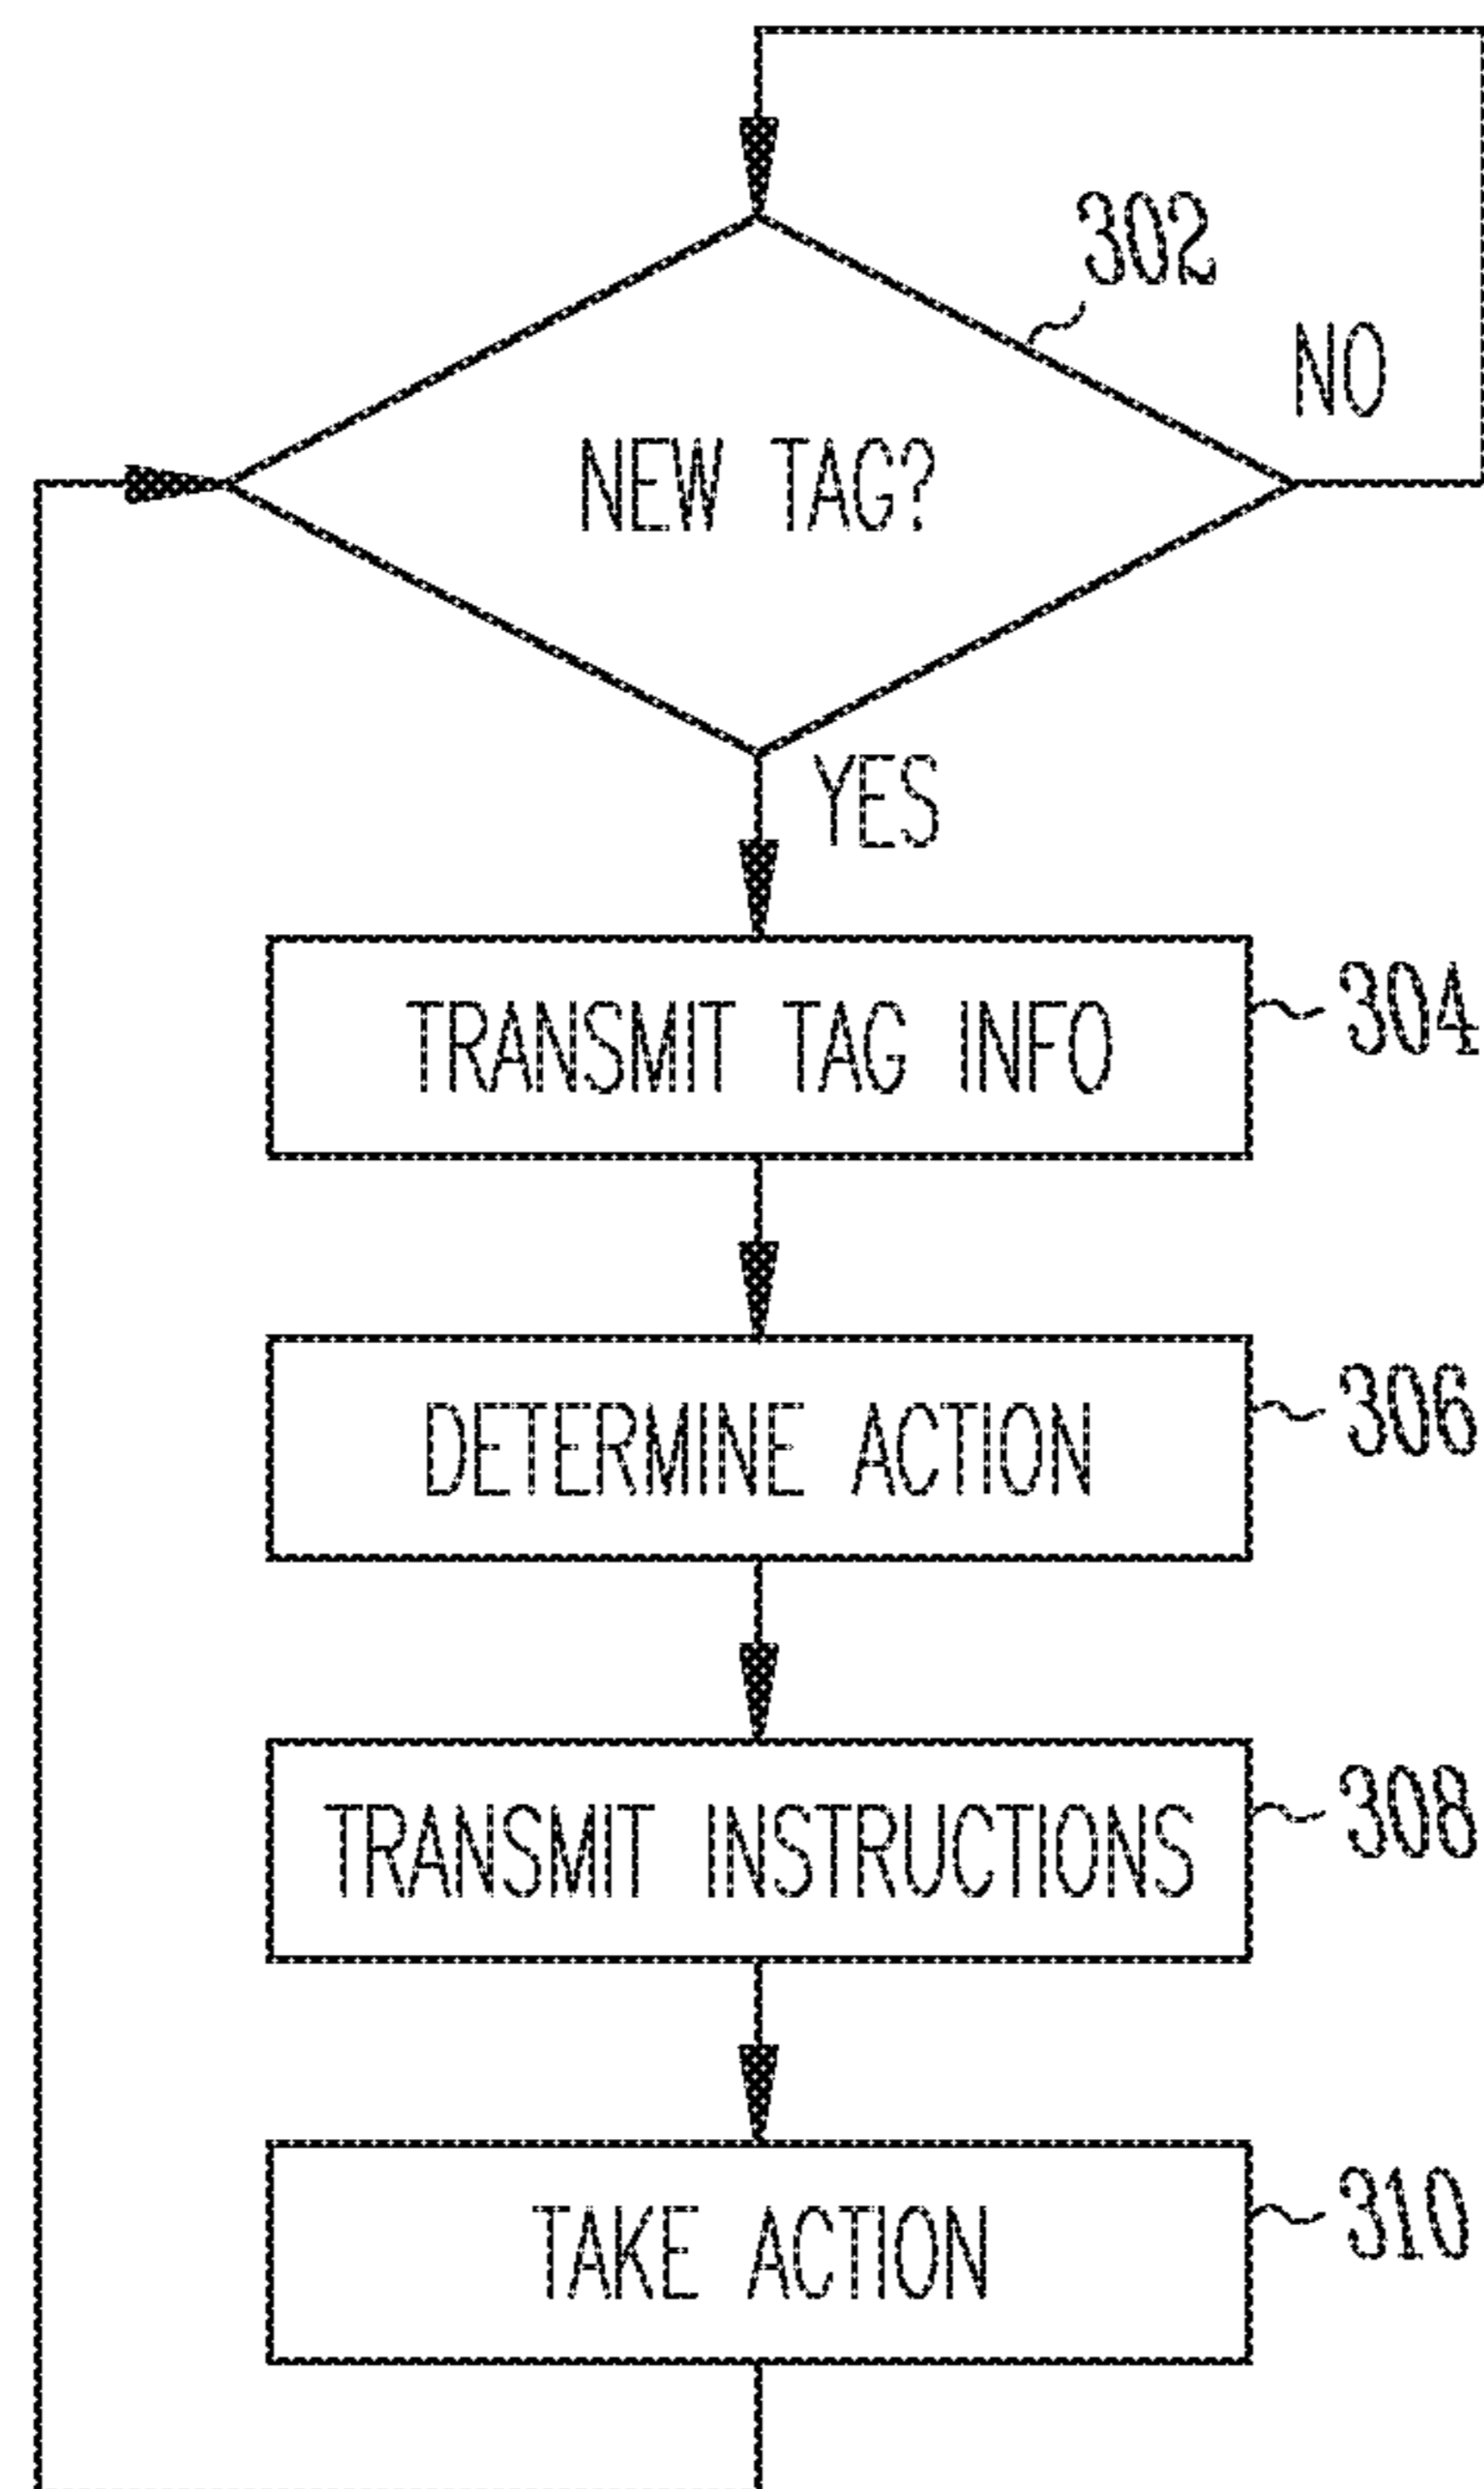 302
NO
NEW TAG?
YES
TRANSMIT TAG INFO
304
DETERMINE ACTION
306
TRANSMIT INSTRUCTIONS
308
TAKE ACTION
310